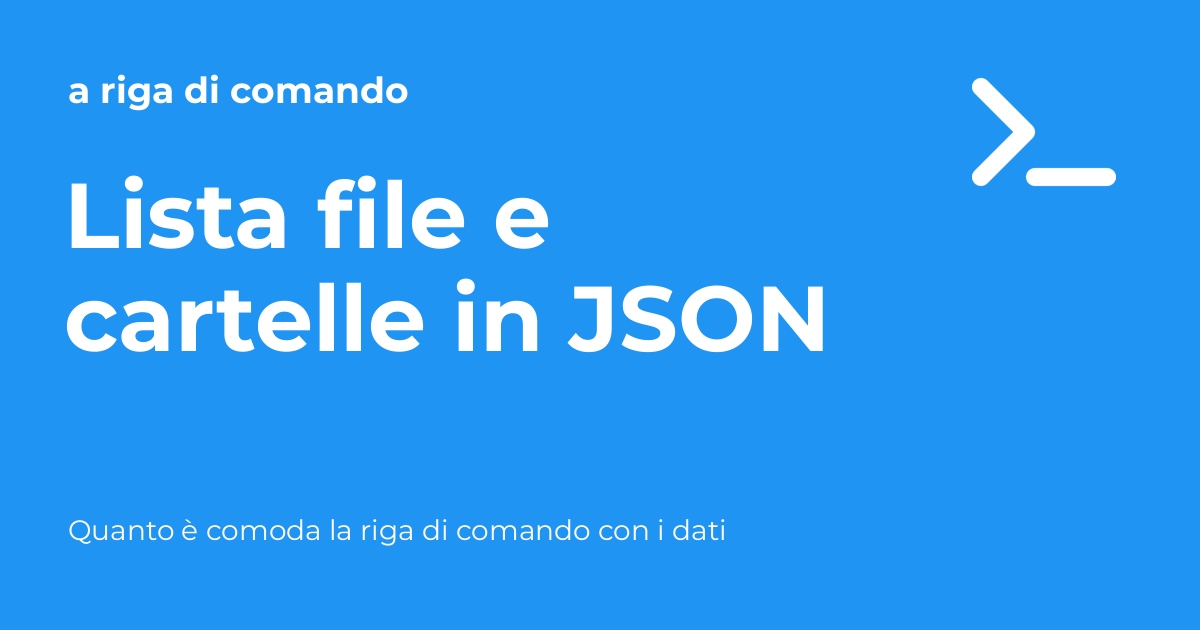 a riga di comando
Lista file e
cartelle in JSON
Quanto è comoda la riga di comando con i dati